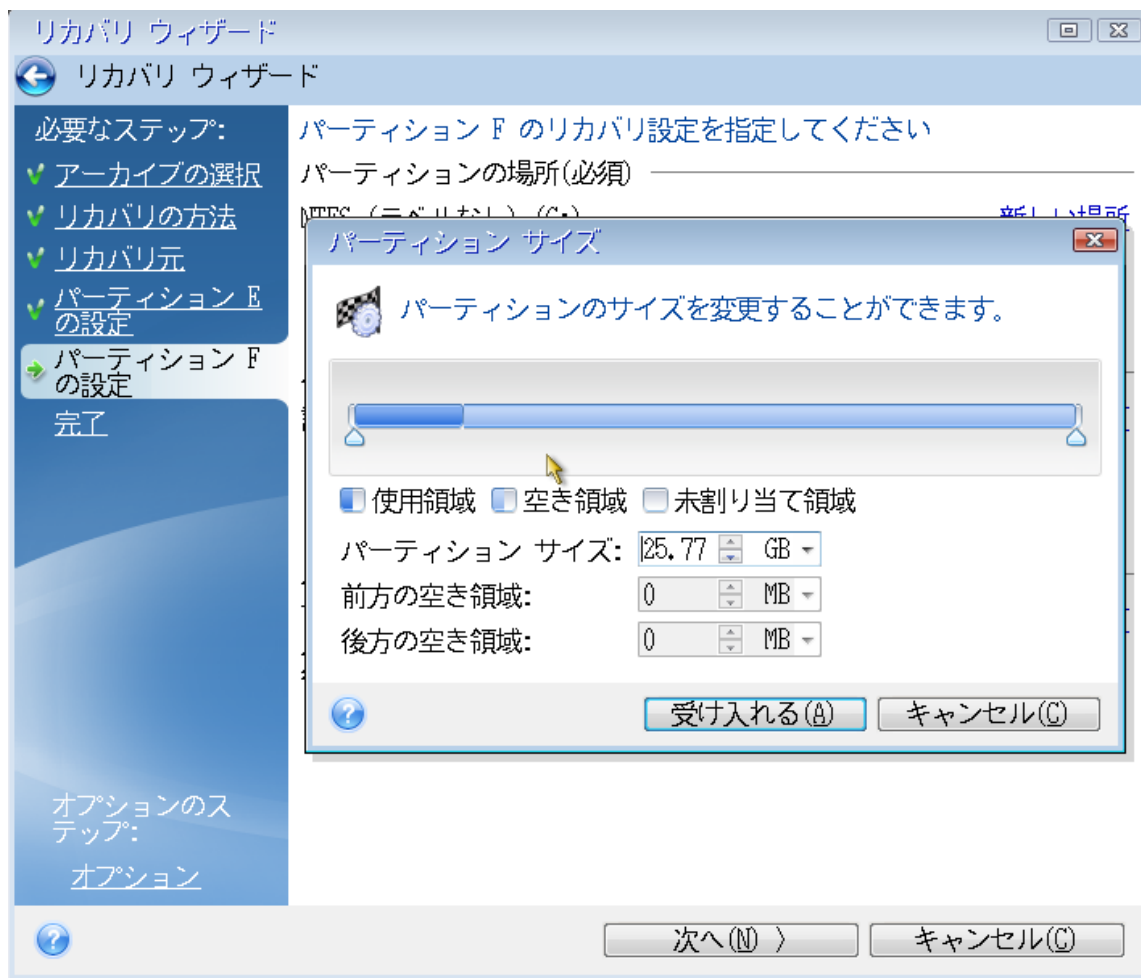 リカバリ ウィザード
リカバリ ウィザード
必要なステップ:
アーカイブの選択
リカバリの方法
リカバリ元
パーティション E
の設定
パーティション F
の設定
完了
オプションのス
テップ:
オプション
パーティション F のリカバリ設定を指定してください
パーティションの場所(必須)
パーティション サイズ
パーティションのサイズを変更することができます。
使用領域 空き領域 未割り当て領域
パーティション サイズ: 25.77 GB
前方の空き領域: 0 MB
後方の空き領域: 0 MB
受け入れる(A) キャンセル(C)
次へ(N) 〉 キャンセル(C)